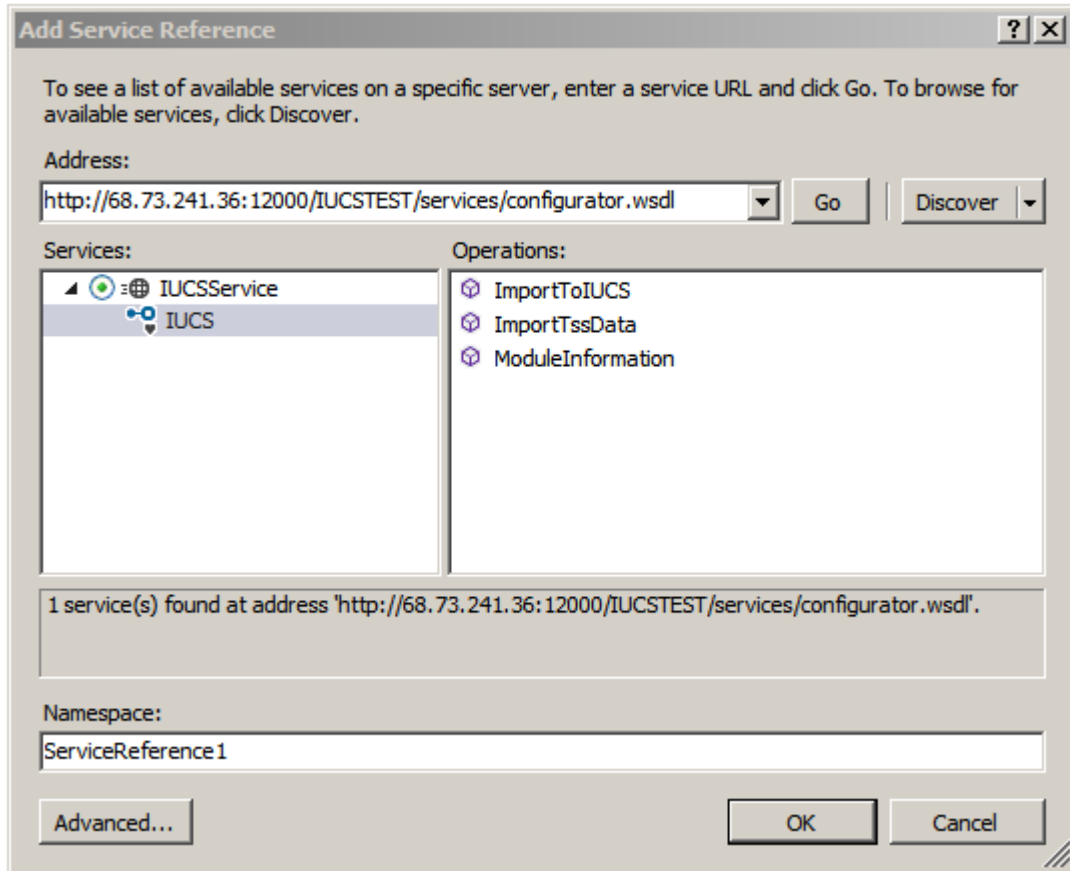 Add Service Reference
To see a list of available services on a specific server, enter a service URL and click Go. To browse for
available services, click Discover.
Address:
http://68.73.241.36:12000/IUCSTEST/services/configurator.wsdl Go Discover
Services: Operations:
IUCSService ImportToIUCS
IUCS ImportTssData
ModuleInformation
1 service(s) found at address 'http://68.73.241.36:12000/IUCSTEST/services/configurator.wsdl'.
Namespace:
ServiceReference1
Advanced... OK Cancel